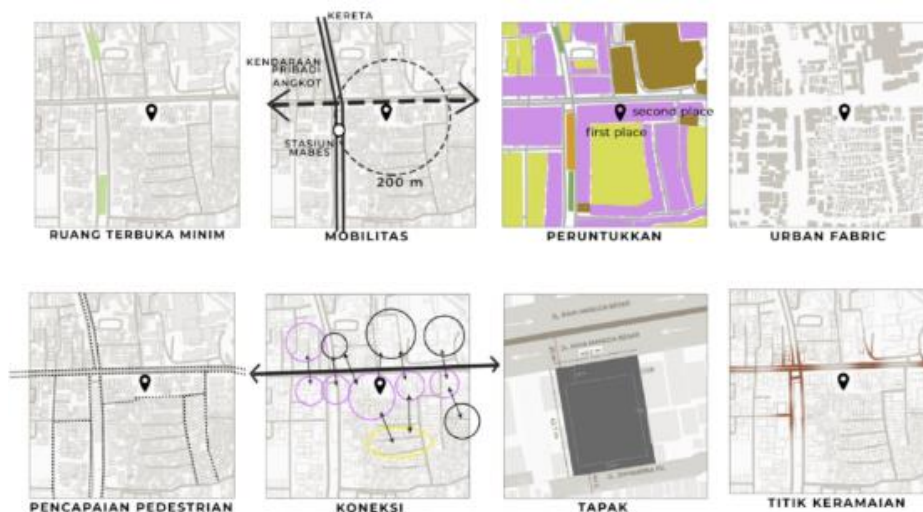 KERETA
KENDARAAN
PRIBADI
ANGKOT
STASIUN
MABES
200 m
second place
first place
RUANG TERBUKA MINIM
MOBILITAS
PERUNTUKKAN
URBAN FABRIC
PENCAPAIAN PEDESTRIAN
KONEKSI
TAPAK
TITIK KERAMAIAN